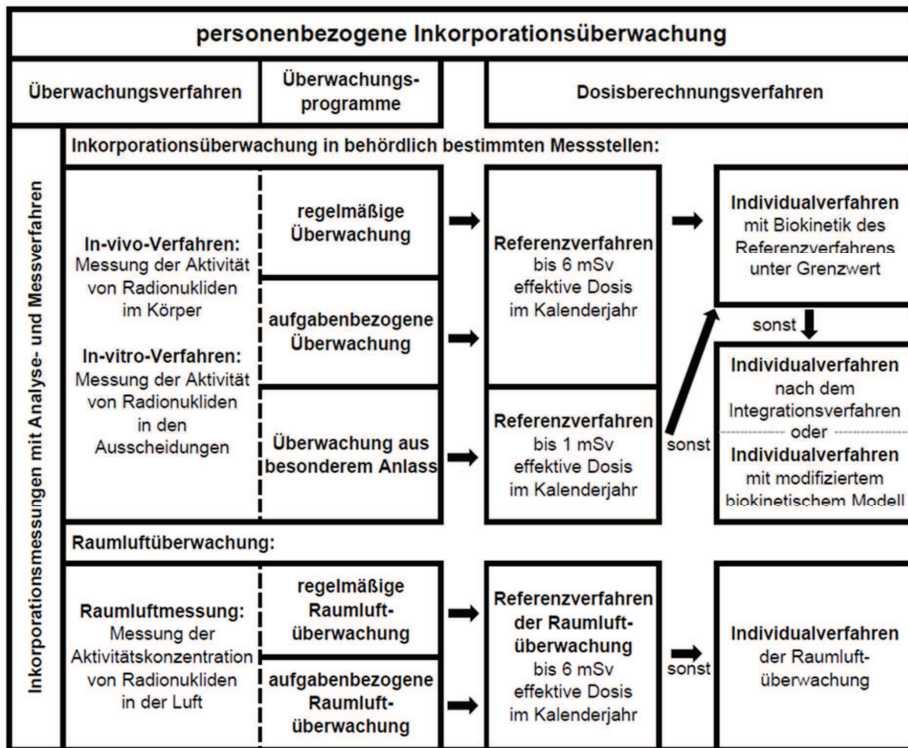 personenbezogene Inkorporationsüberwachung
Überwachungsverfahren
Überwachungs-
programme
Dosisberechnungsverfahren
Inkorporationsmessungen mit Analyse- und Messverfahren
Inkorporationsüberwachung in behördlich bestimmten Messstellen:
In-vivo-Verfahren:
Messung der Aktivität
von Radionukliden
im Körper
In-vitro-Verfahren:
Messung der Aktivität
von Radionukliden
in den
Ausscheidungen
regelmäßige
Überwachung
aufgabenbezogene
Überwachung
Überwachung aus
besonderem Anlass
Referenzverfahren
bis 6 mSv
effektive Dosis
im Kalenderjahr
Referenzverfahren
bis 1 mSv
effektive Dosis
im Kalenderjahr
sonst
Individualverfahren
mit Biokinetik des
Referenzverfahrens
unter Grenzwert
sonst
Individualverfahren
nach dem
Integrationsverfahren
oder
Individualverfahren
mit modifiziertem
biokinetischem Modell
Raumluftüberwachung:
Raumluftmessung:
Messung der
Aktivitätskonzentration
von Radionukliden
in der Luft
regelmäßige
Raumluft-
überwachung
aufgabenbezogene
Raumluft-
überwachung
Referenzverfahren
der Raumluft-
überwachung
bis 6 mSv
effektive Dosis
im Kalenderjahr
sonst
Individualverfahren
der Raumluft-
überwachung